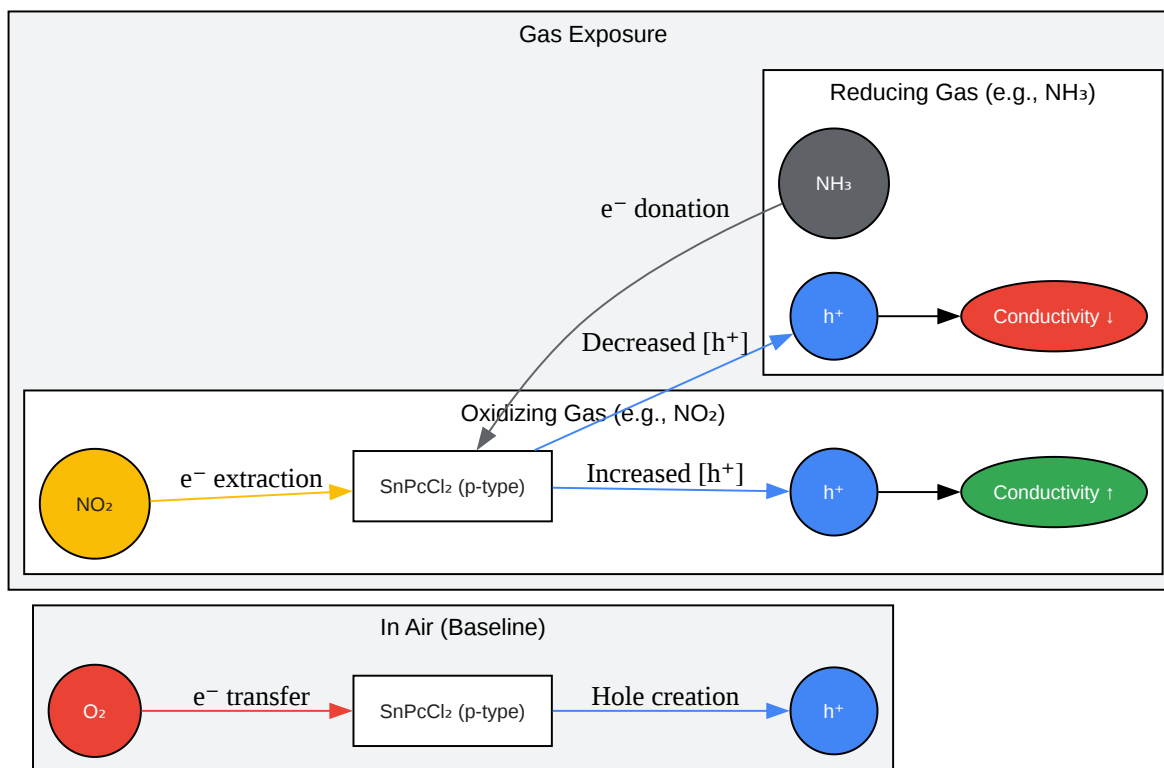 Gas Exposure
Reducing Gas (e.g., NH₃)
NH₃
e⁻ donation
h⁺
Conductivity ↓
Decreased [h⁺]
Oxidizing Gas (e.g., NO₂)
NO₂
e⁻ extraction
SnPcCl₂ (p-type)
Increased [h⁺]
h⁺
Conductivity ↑
In Air (Baseline)
O₂
e⁻ transfer
SnPcCl₂ (p-type)
Hole creation
h⁺